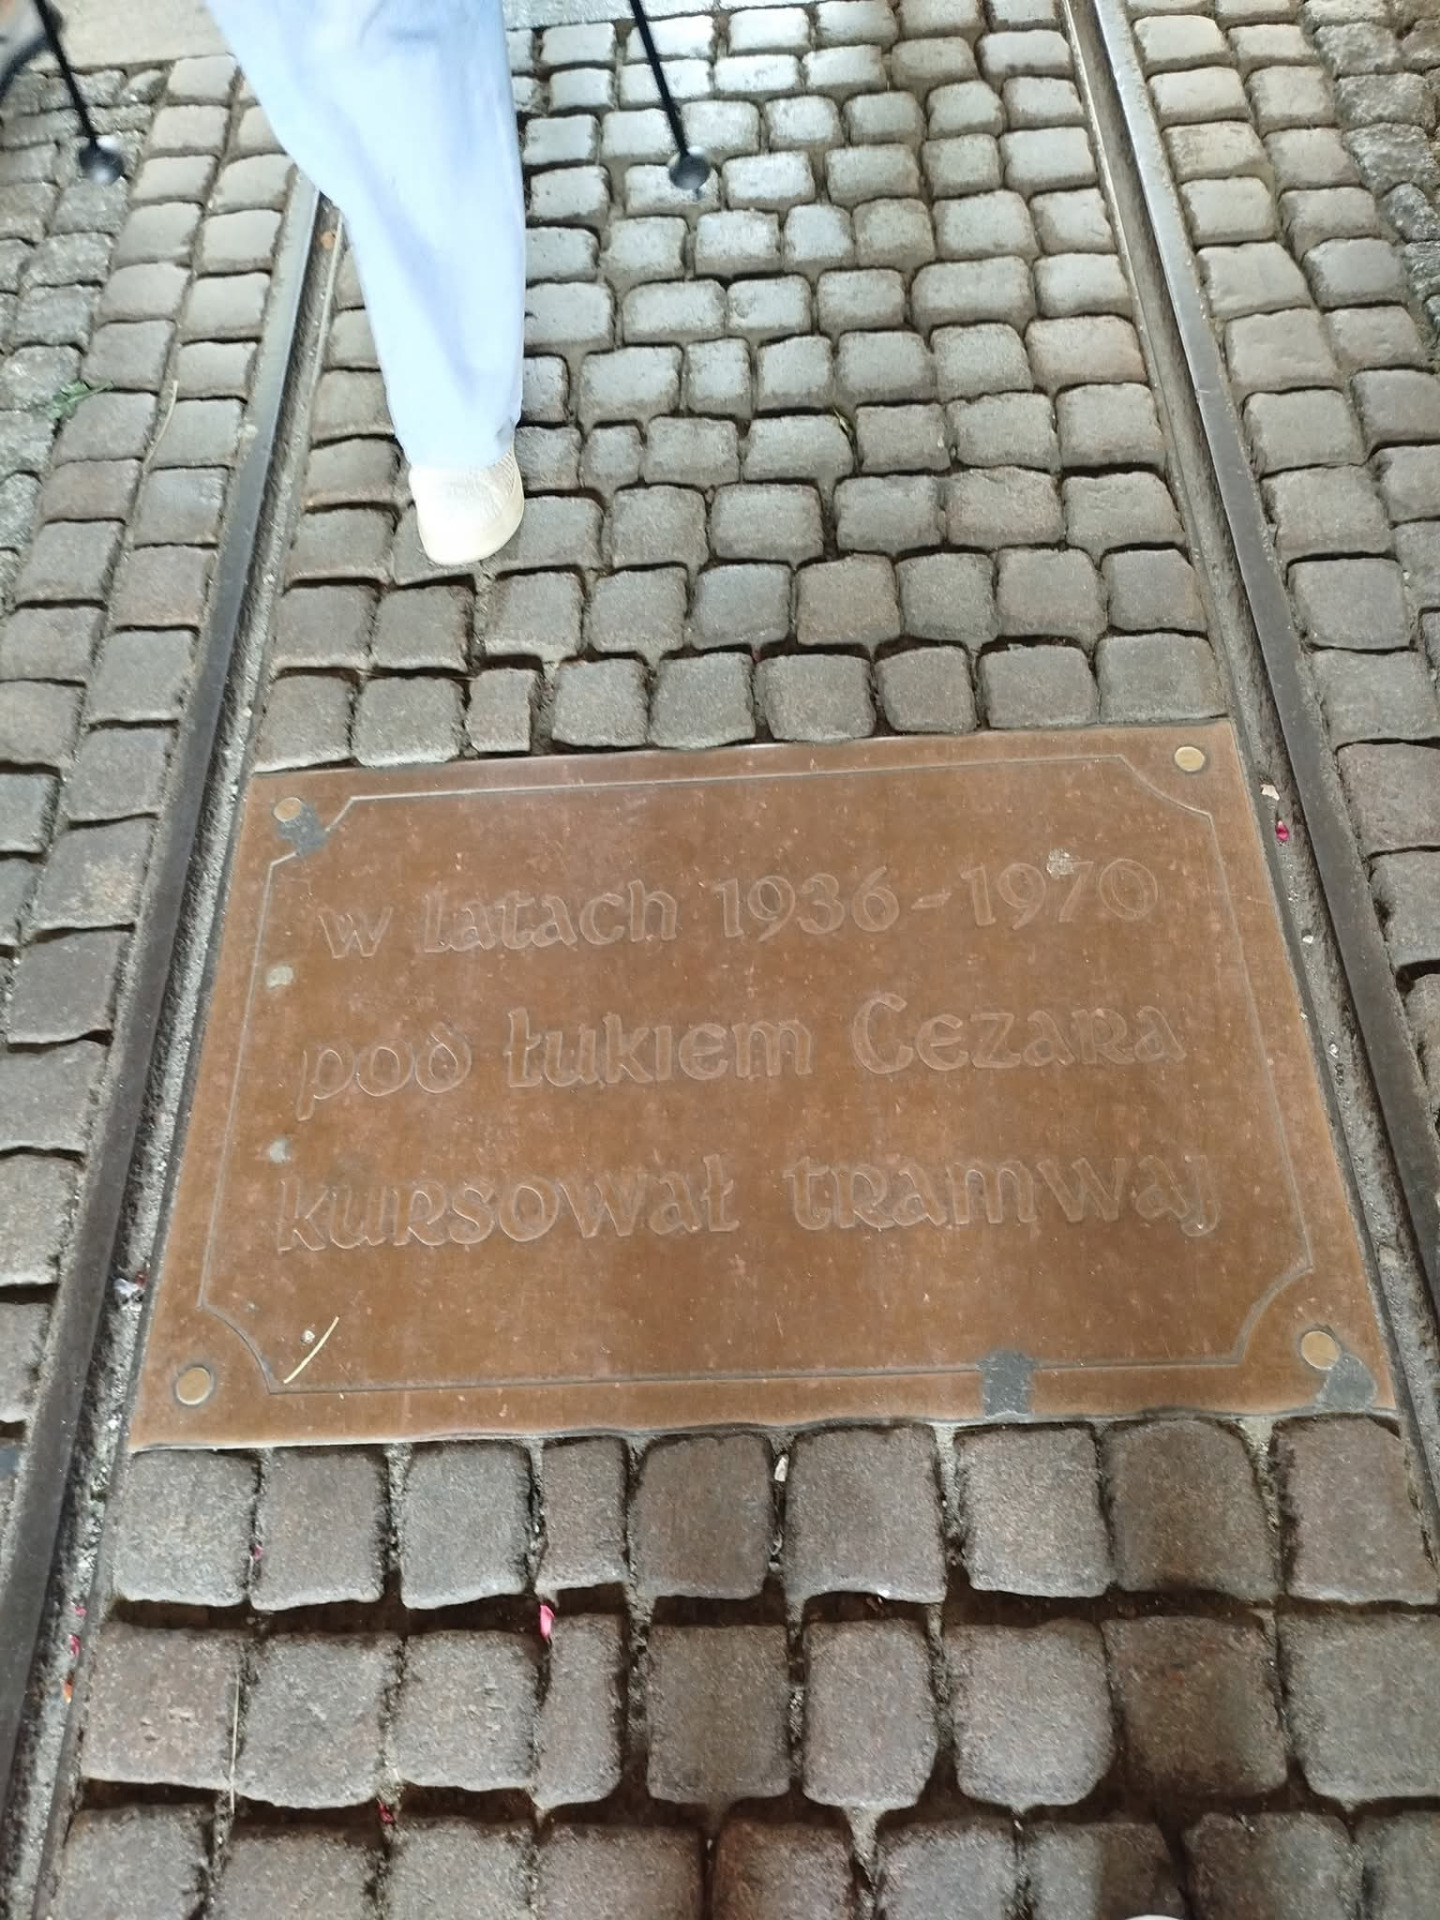 w latach 1936-1970
pod Łukiem Cezara
kursował tramwaj